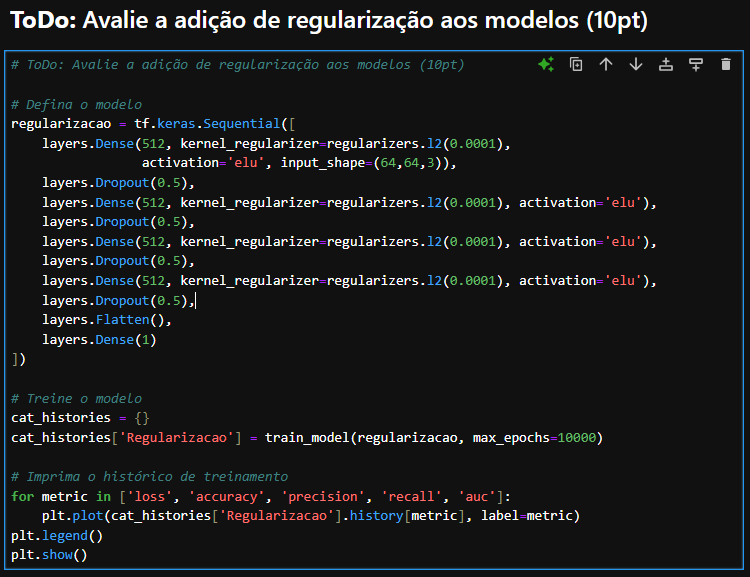 ToDo: Avalie a adição de regularização aos modelos (10pt)
# ToDo: Avalie a adição de regularização aos modelos (10pt)
# Defina o modelo
regularizacao = tf.keras.Sequential([
    layers.Dense(512, kernel_regularizer=regularizers.l2(0.0001),
                 activation='elu', input_shape=(64,64,3)),
    layers.Dropout(0.5),
    layers.Dense(512, kernel_regularizer=regularizers.l2(0.0001), activation='elu'),
    layers.Dropout(0.5),
    layers.Dense(512, kernel_regularizer=regularizers.l2(0.0001), activation='elu'),
    layers.Dropout(0.5),
    layers.Dense(512, kernel_regularizer=regularizers.l2(0.0001), activation='elu'),
    layers.Dropout(0.5),
    layers.Flatten(),
    layers.Dense(1)
])
# Treine o modelo
cat_histories = {}
cat_histories['Regularizacao'] = train_model(regularizacao, max_epochs=10000)
# Imprima o histórico de treinamento
for metric in ['loss', 'accuracy', 'precision', 'recall', 'auc']:
    plt.plot(cat_histories['Regularizacao'].history[metric], label=metric)
plt.legend()
plt.show()